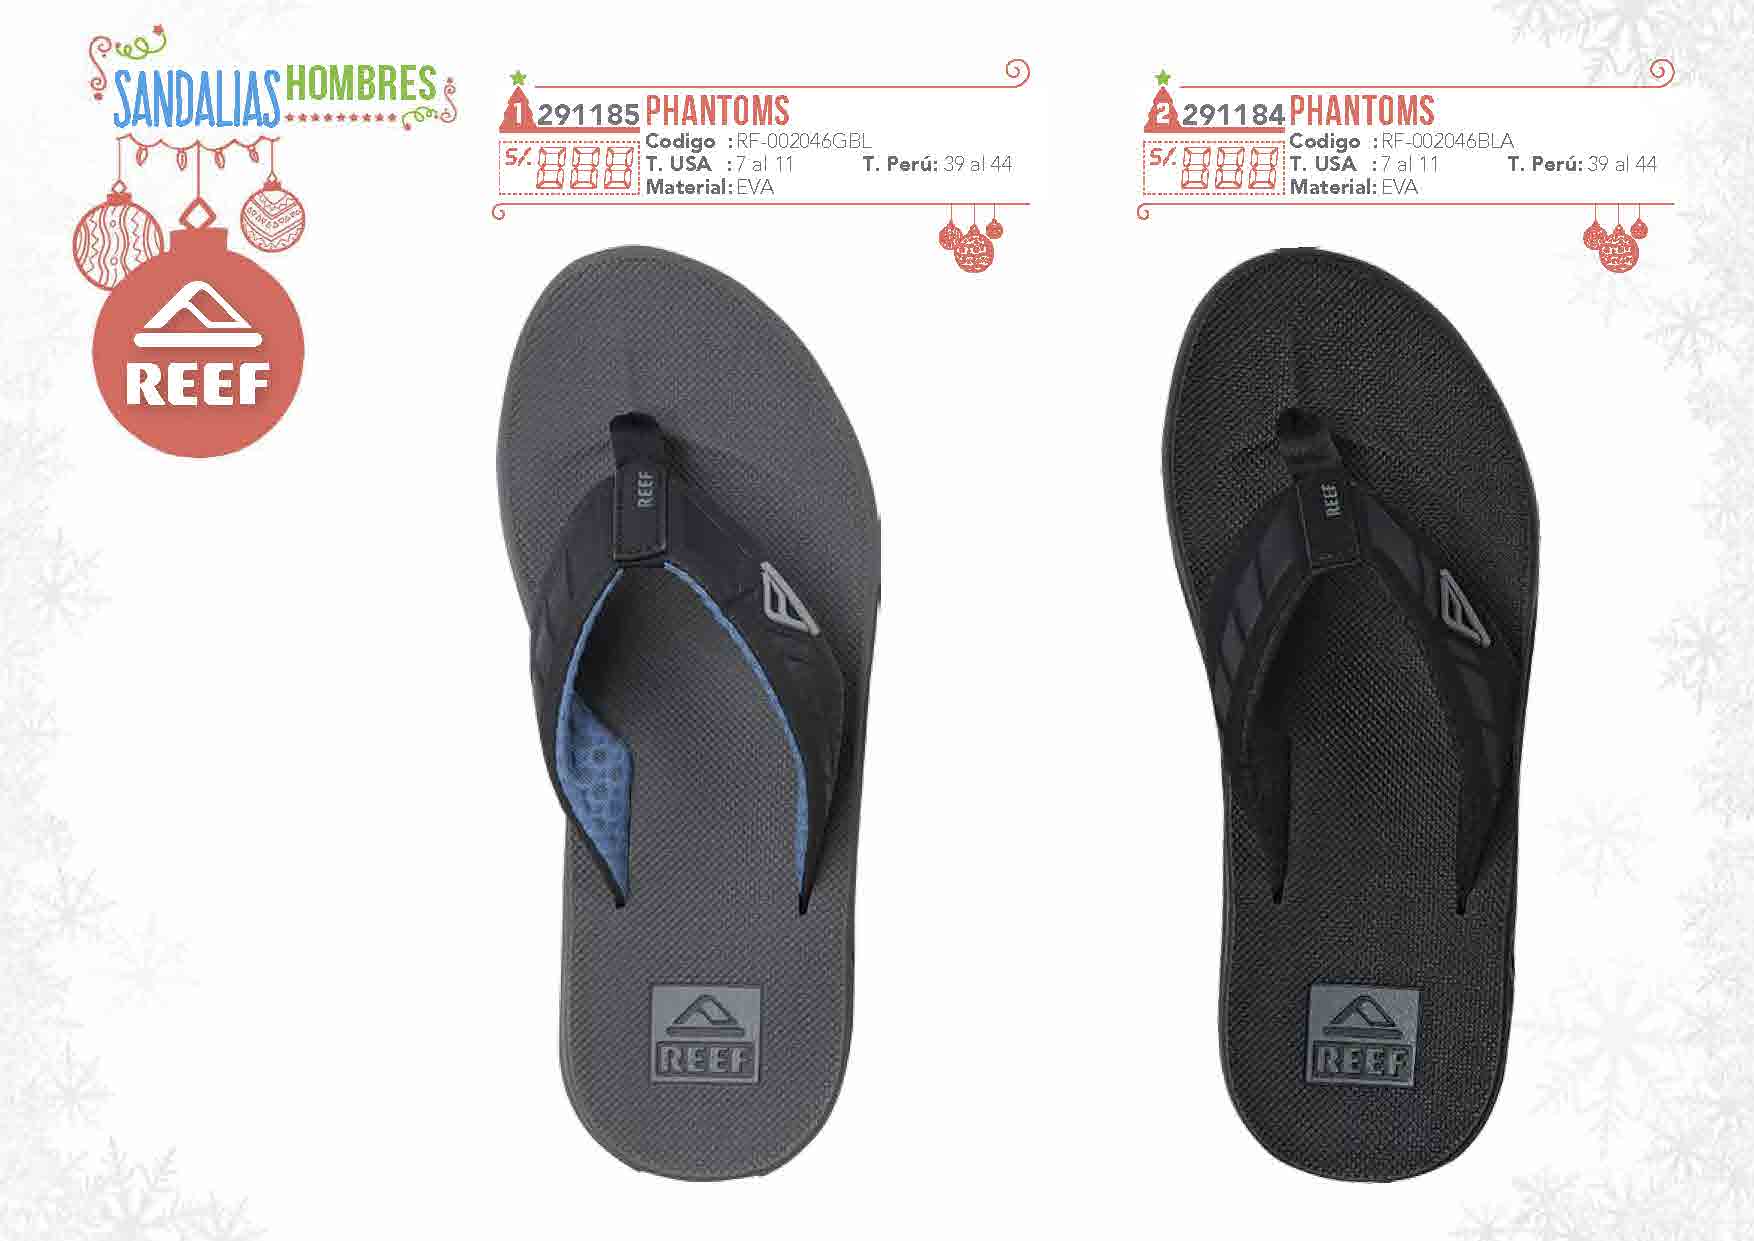 SANDALIAS HOMBRES
REEF
1 291185 PHANTOMS
Codigo : RF-002046GBL
S/.
T. USA : 7 al 11 T. Perú: 39 al 44
Material: EVA
REEF
REEF
2 291184 PHANTOMS
Codigo : RF-002046BLA
S/.
T. USA : 7 al 11 T. Perú: 39 al 44
Material: EVA
REEF
REEF